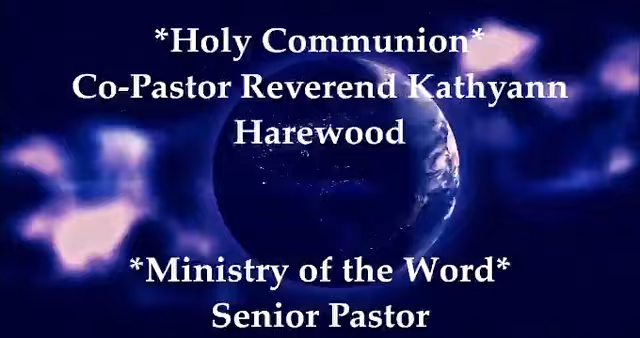 *Holy Communion*
Co-Pastor Reverend Kathyann
Harewood
*Ministry of the Word*
Senior Pastor